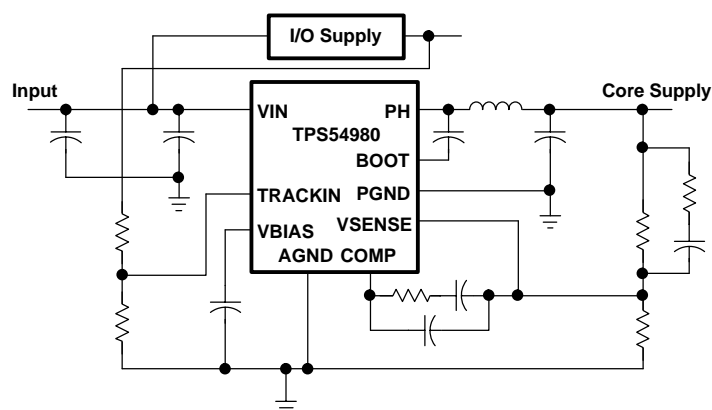 I/O Supply
Input
Core Supply
VIN
PH
TPS54980
BOOT
TRACKIN
PGND
VSENSE
VBIAS
AGND COMP